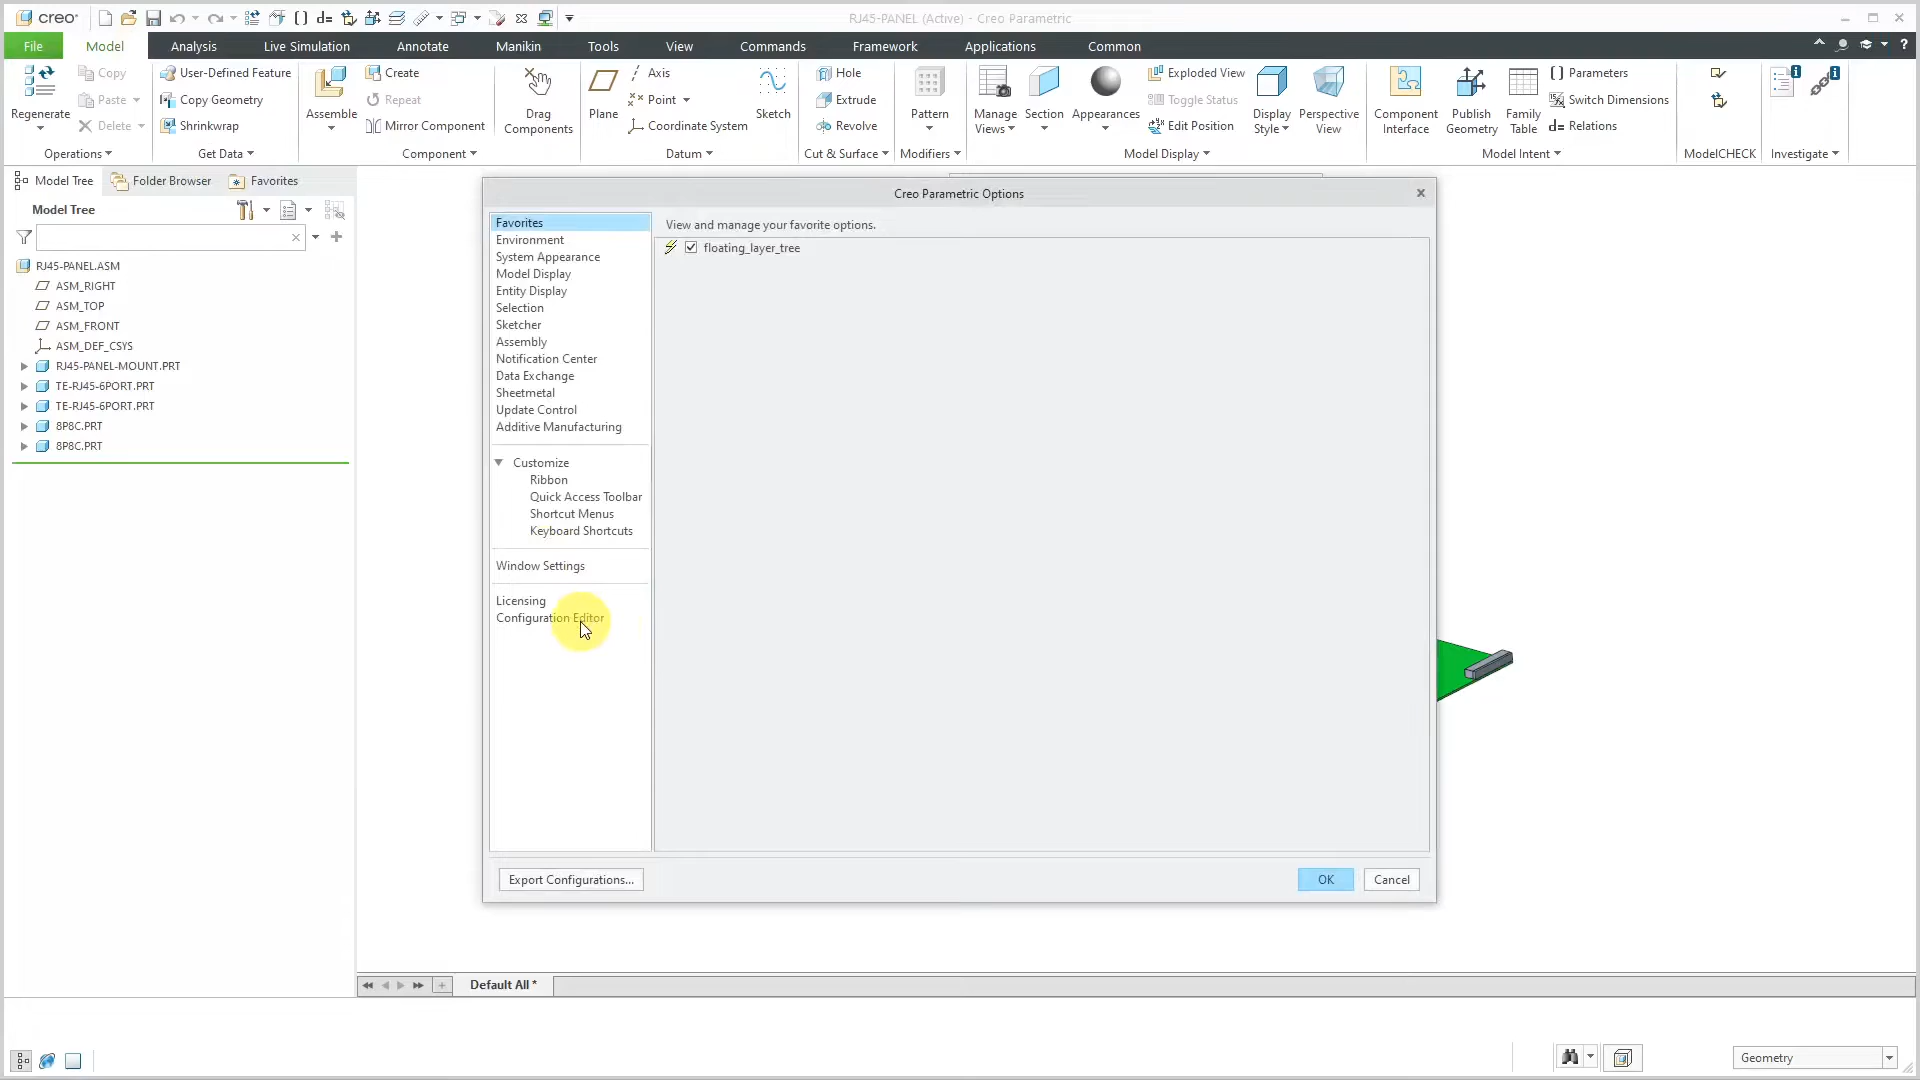 creo
RJ45-PANEL (Active) - Creo Parametric
File Model Analysis Live Simulation Annotate Manikin Tools View Commands Framework Applications Common
Regenerate
Copy
Paste
Delete
Operations
User-Defined Feature
Copy Geometry
Shrinkwrap
Get Data
Assemble
Create
Repeat
Mirror Component
Drag Components
Component
Plane
Axis
Point
Coordinate System
Sketch
Datum
Hole
Extrude
Revolve
Cut & Surface
Pattern
Modifiers
Manage Views
Section
Appearances
Exploded View
Toggle Status
Edit Position
Display Style
Perspective View
Model Display
Component Interface
Publish Geometry
Family Table
Parameters
Switch Dimensions
d= Relations
Model Intent
ModelCHECK
Investigate
Model Tree Folder Browser Favorites
Model Tree
RJ45-PANEL.ASM
ASM_RIGHT
ASM_TOP
ASM_FRONT
ASM_DEF_CSYS
RJ45-PANEL-MOUNT.PRT
TE-RJ45-6PORT.PRT
TE-RJ45-6PORT.PRT
8P8C.PRT
8P8C.PRT
Creo Parametric Options
Favorites
Environment
System Appearance
Model Display
Entity Display
Selection
Sketcher
Assembly
Notification Center
Data Exchange
Sheetmetal
Update Control
Additive Manufacturing
Customize
Ribbon
Quick Access Toolbar
Shortcut Menus
Keyboard Shortcuts
Window Settings
Licensing
Configuration Editor
View and manage your favorite options.
floating_layer_tree
Export Configurations...
OK
Cancel
Default All *
Geometry